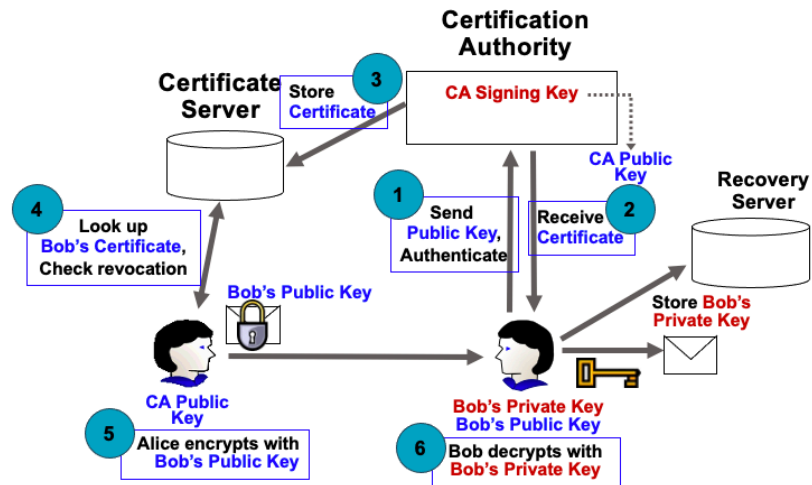 Certification
Authority
Certificate
Server
3
Store
Certificate
CA Signing Key
CA Public
Key
Recovery
Server
1
Send
Public Key,
Authenticate
2
Receive
Certificate
4
Look up
Bob's Certificate,
Check revocation
Bob's Public Key
Store Bob's
Private Key
CA Public
Key
Bob's Private Key
Bob's Public Key
5
Alice encrypts with
Bob's Public Key
6
Bob decrypts with
Bob's Private Key